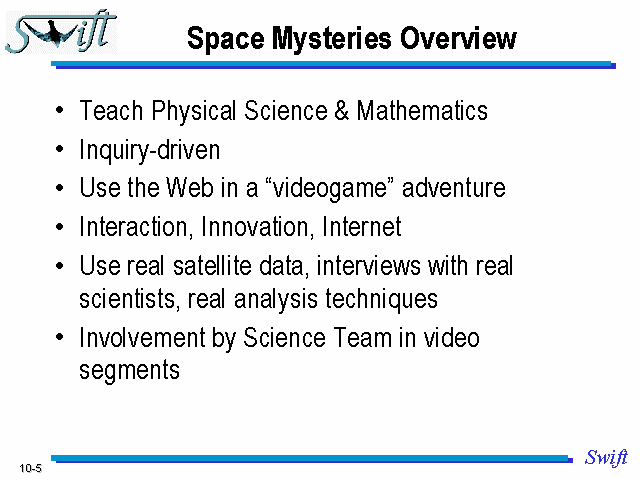 Swift
Space Mysteries Overview
• Teach Physical Science & Mathematics
• Inquiry-driven
• Use the Web in a “videogame” adventure
• Interaction, Innovation, Internet
• Use real satellite data, interviews with real
scientists, real analysis techniques
• Involvement by Science Team in video
segments
10-5
Swift